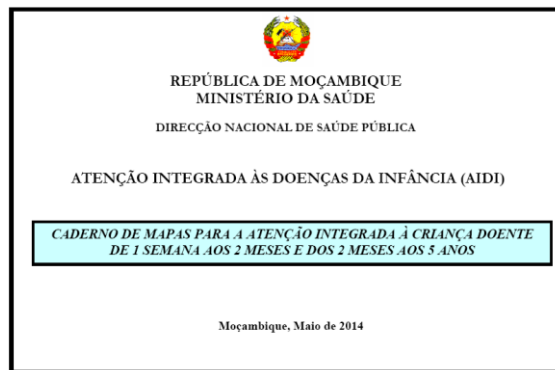 REPÚBLICA DE MOÇAMBIQUE
MINISTÉRIO DA SAÚDE
DIRECÇÃO NACIONAL DE SAÚDE PÚBLICA
ATENÇÃO INTEGRADA ÀS DOENÇAS DA INFÂNCIA (AIDI)
CADERNO DE MAPAS PARA A ATENÇÃO INTEGRADA À CRIANÇA DOENTE
DE 1 SEMANA AOS 2 MESES E DOS 2 MESES AOS 5 ANOS
Moçambique, Maio de 2014